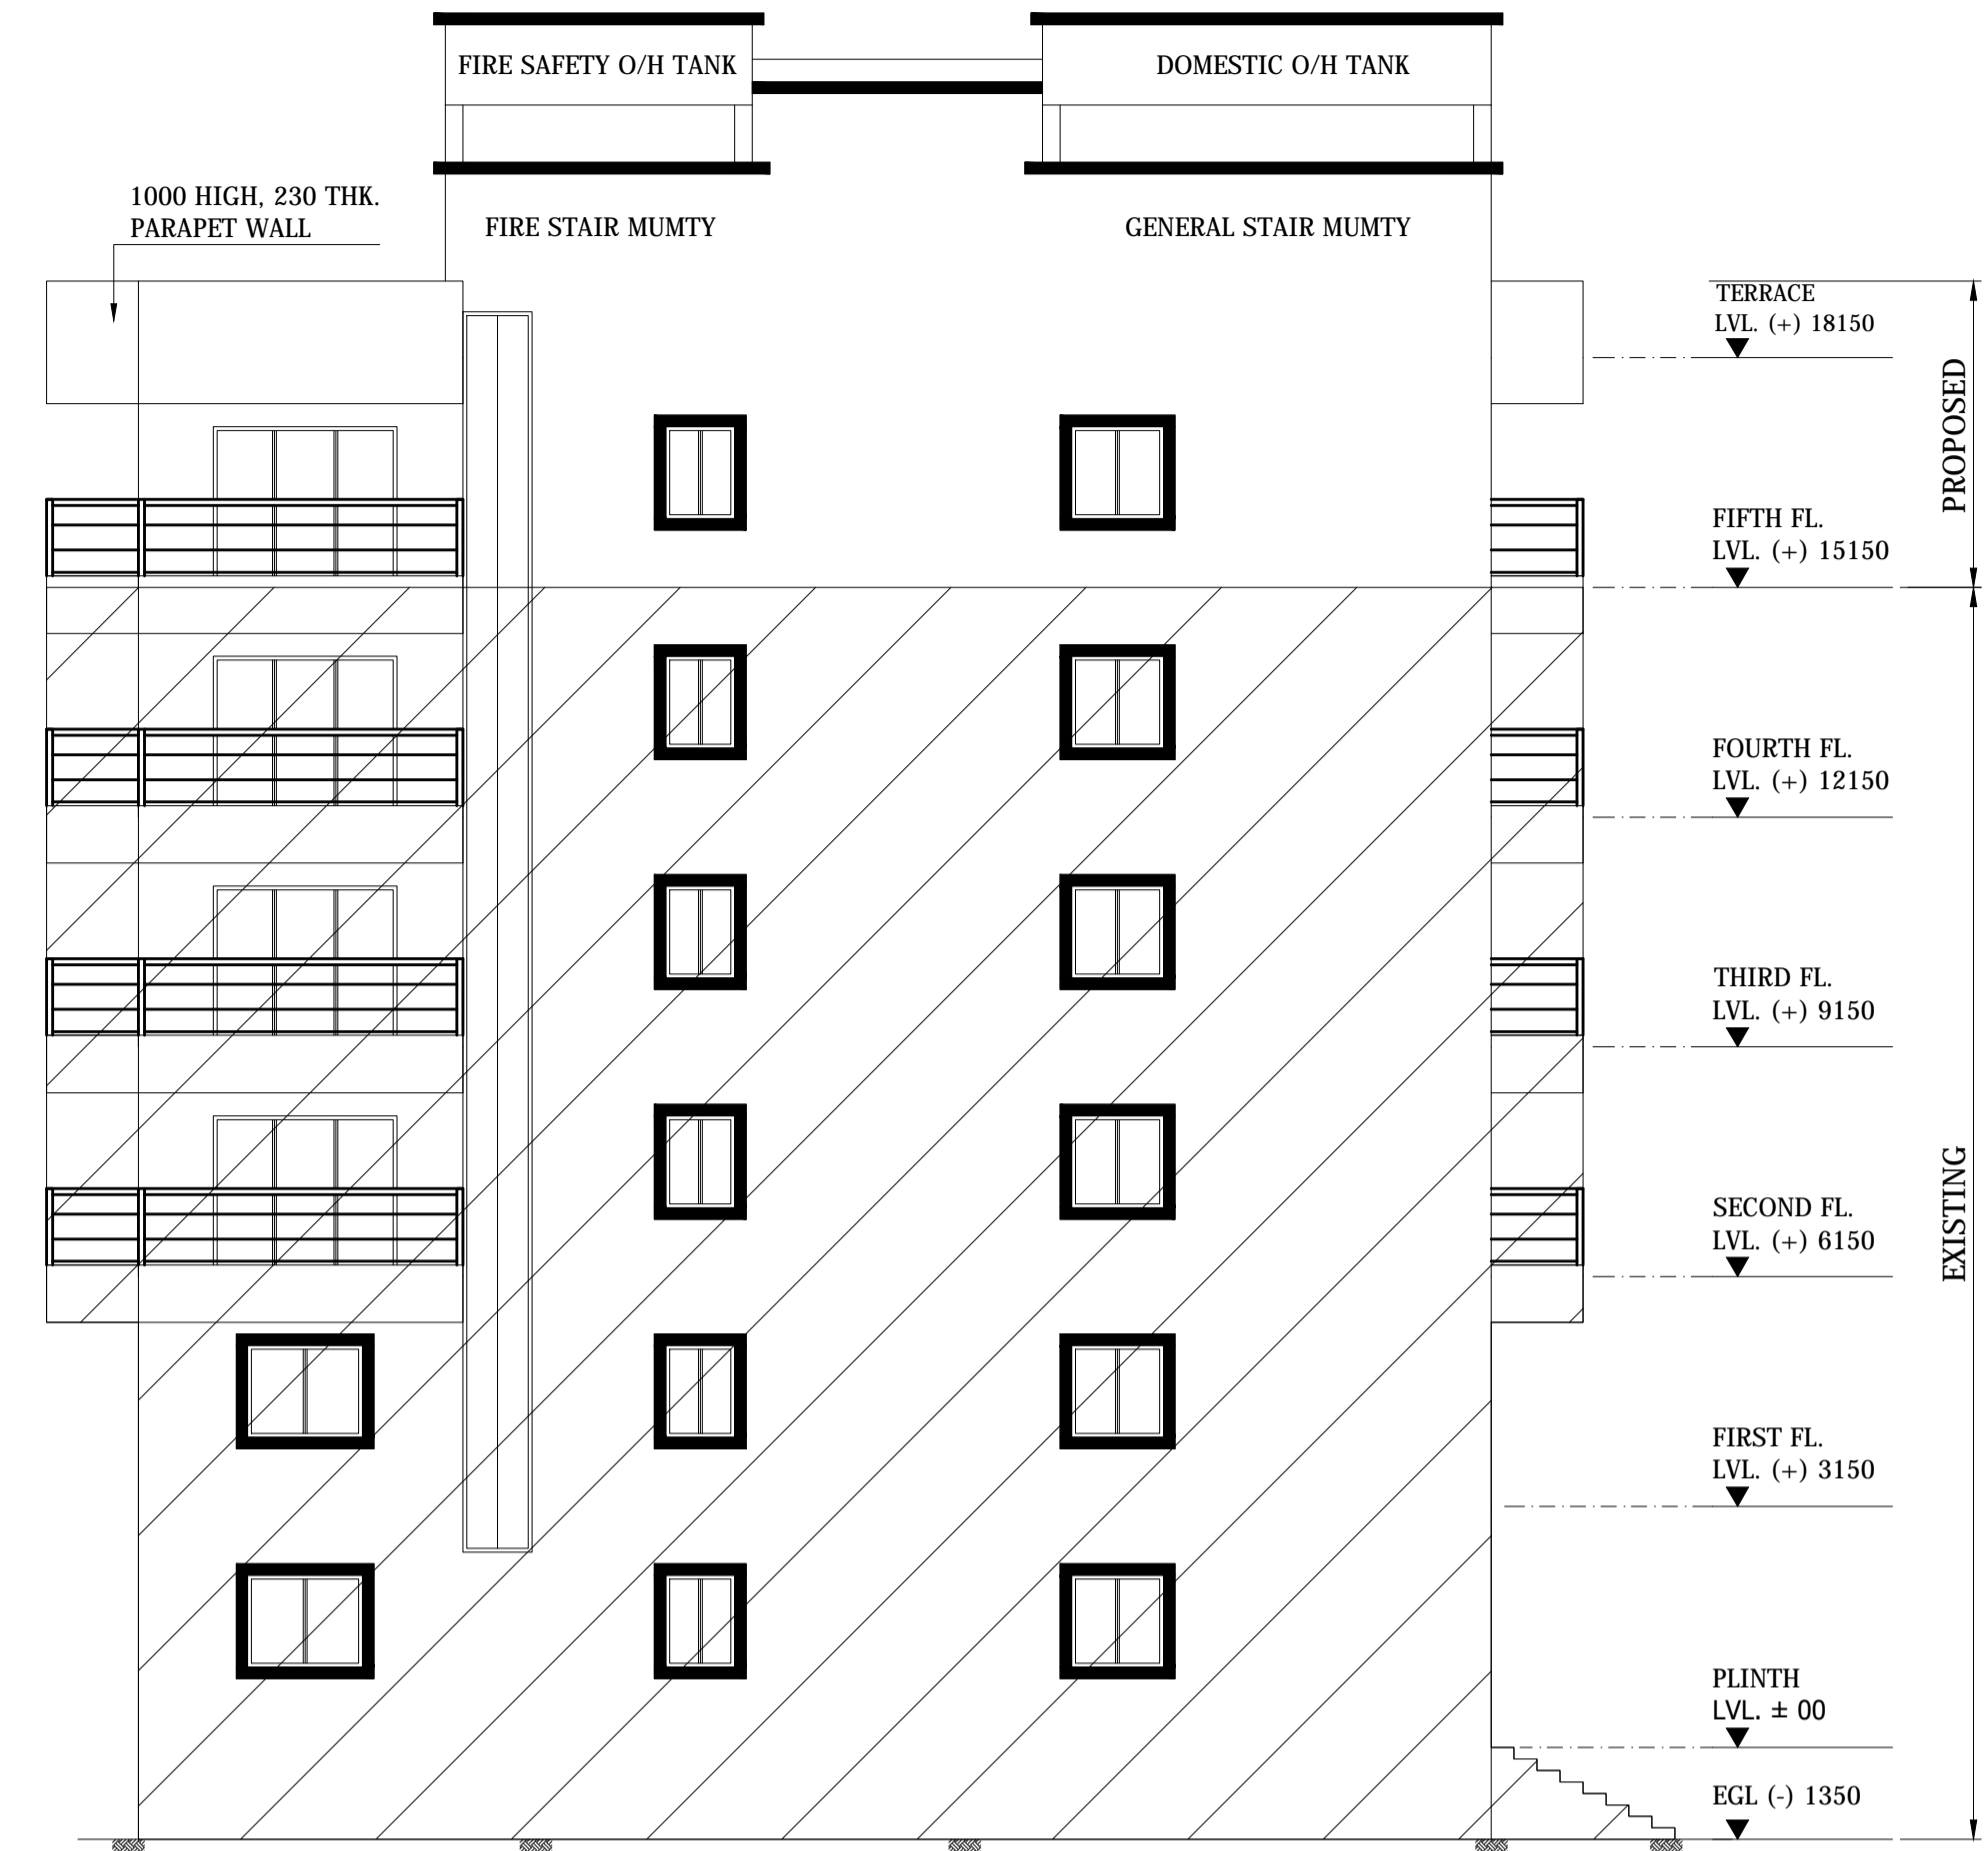 FIRE SAFETY O/H TANK
DOMESTIC O/H TANK
1000 HIGH, 230 THK.
PARAPET WALL
FIRE STAIR MUMTY
GENERAL STAIR MUMTY
TERRACE
LVL. (+) 18150
PROPOSED
FIFTH FL.
LVL. (+) 15150
FOURTH FL.
LVL. (+) 12150
THIRD FL.
LVL. (+) 9150
EXISTING
SECOND FL.
LVL. (+) 6150
FIRST FL.
LVL. (+) 3150
PLINTH
LVL. ± 00
EGL (-) 1350